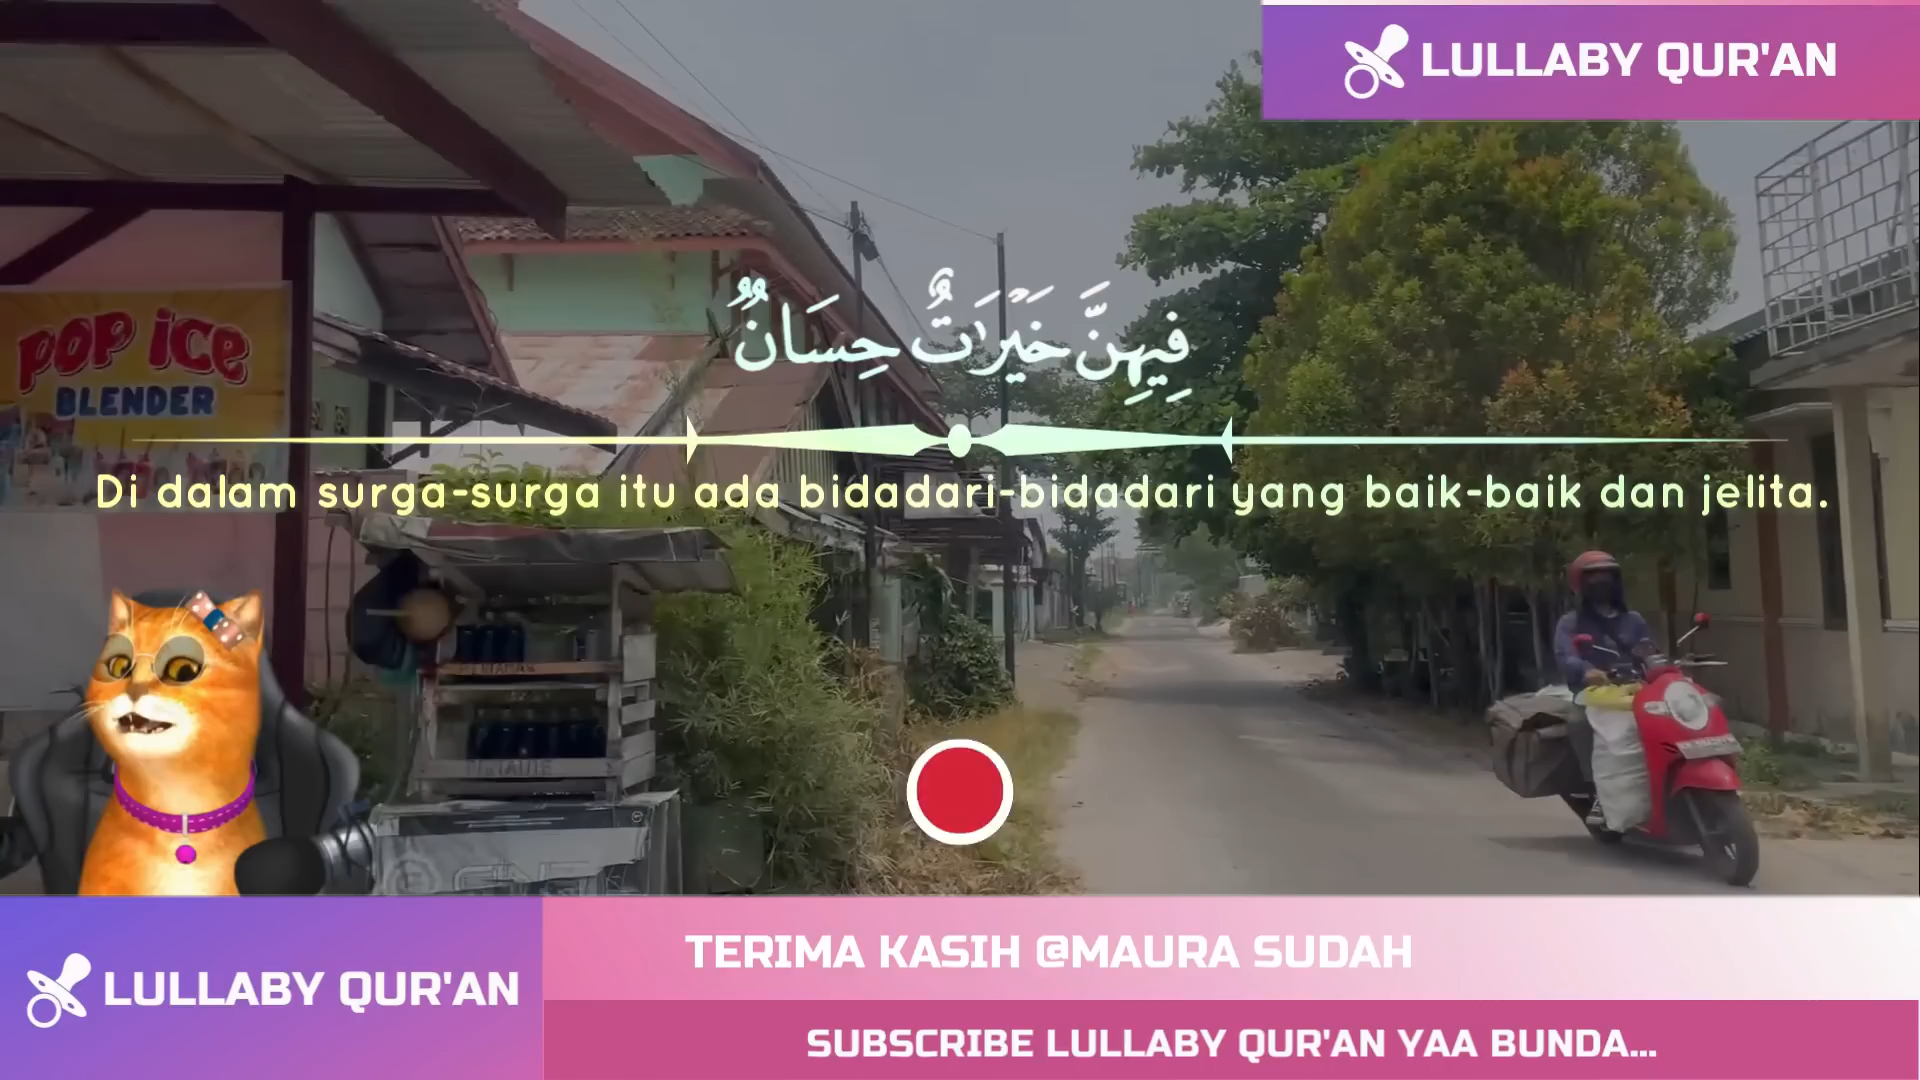 LULLABY QUR'AN
POP ICE
BLENDER
فِيهِنَّ خَيْرَٰتٌ حِسَانٌ
Di dalam surga-surga itu ada bidadari-bidadari yang baik-baik dan jelita.
LULLABY QUR'AN
TERIMA KASIH @MAURA SUDAH
SUBSCRIBE LULLABY QUR'AN YAA BUNDA...